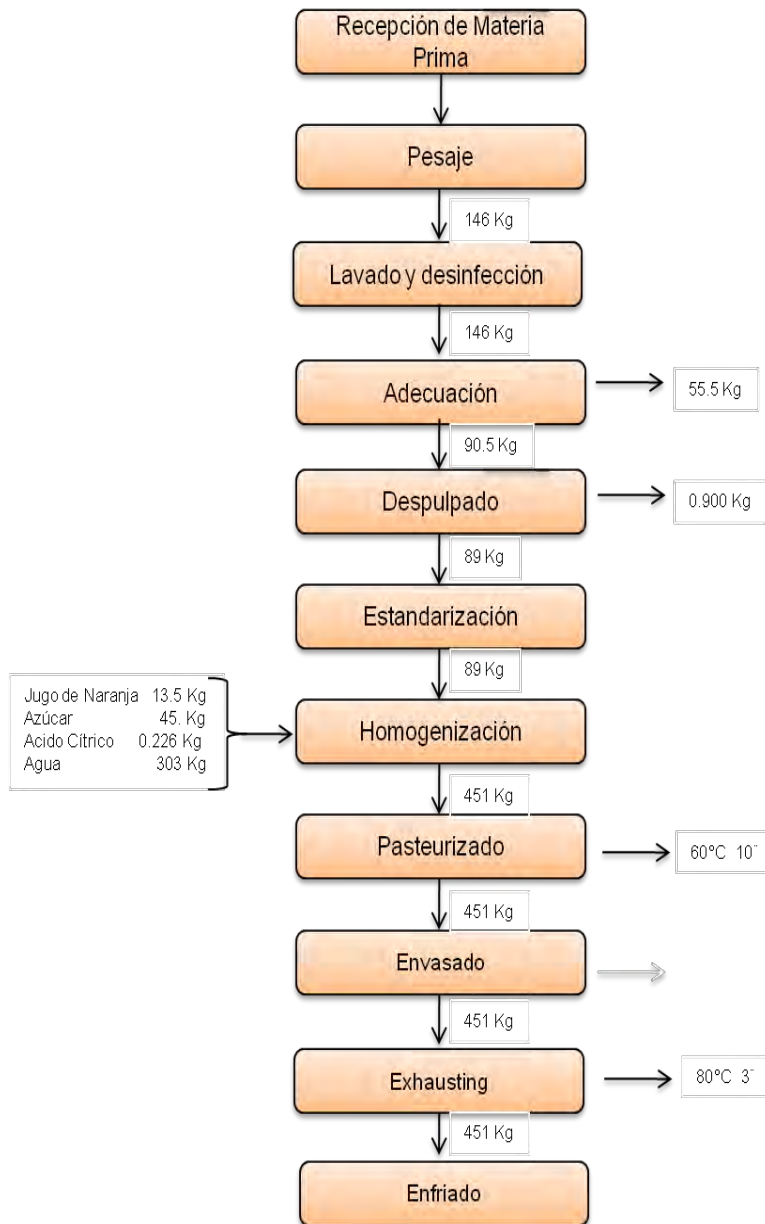 Recepción de Materia
Prima
Pesaje
146 Kg
Lavado y desinfección
146 Kg
Adecuación
55.5 Kg
90.5 Kg
Despulpado
0.900 Kg
89 Kg
Estandarización
89 Kg
Jugo de Naranja 13.5 Kg
Azúcar 45. Kg
Acido Cítrico 0.226 Kg
Agua 303 Kg
Homogenización
451 Kg
Pasteurizado
60°C 10¯
451 Kg
Envasado
451 Kg
Exhausting
80°C 3¯
451 Kg
Enfriado